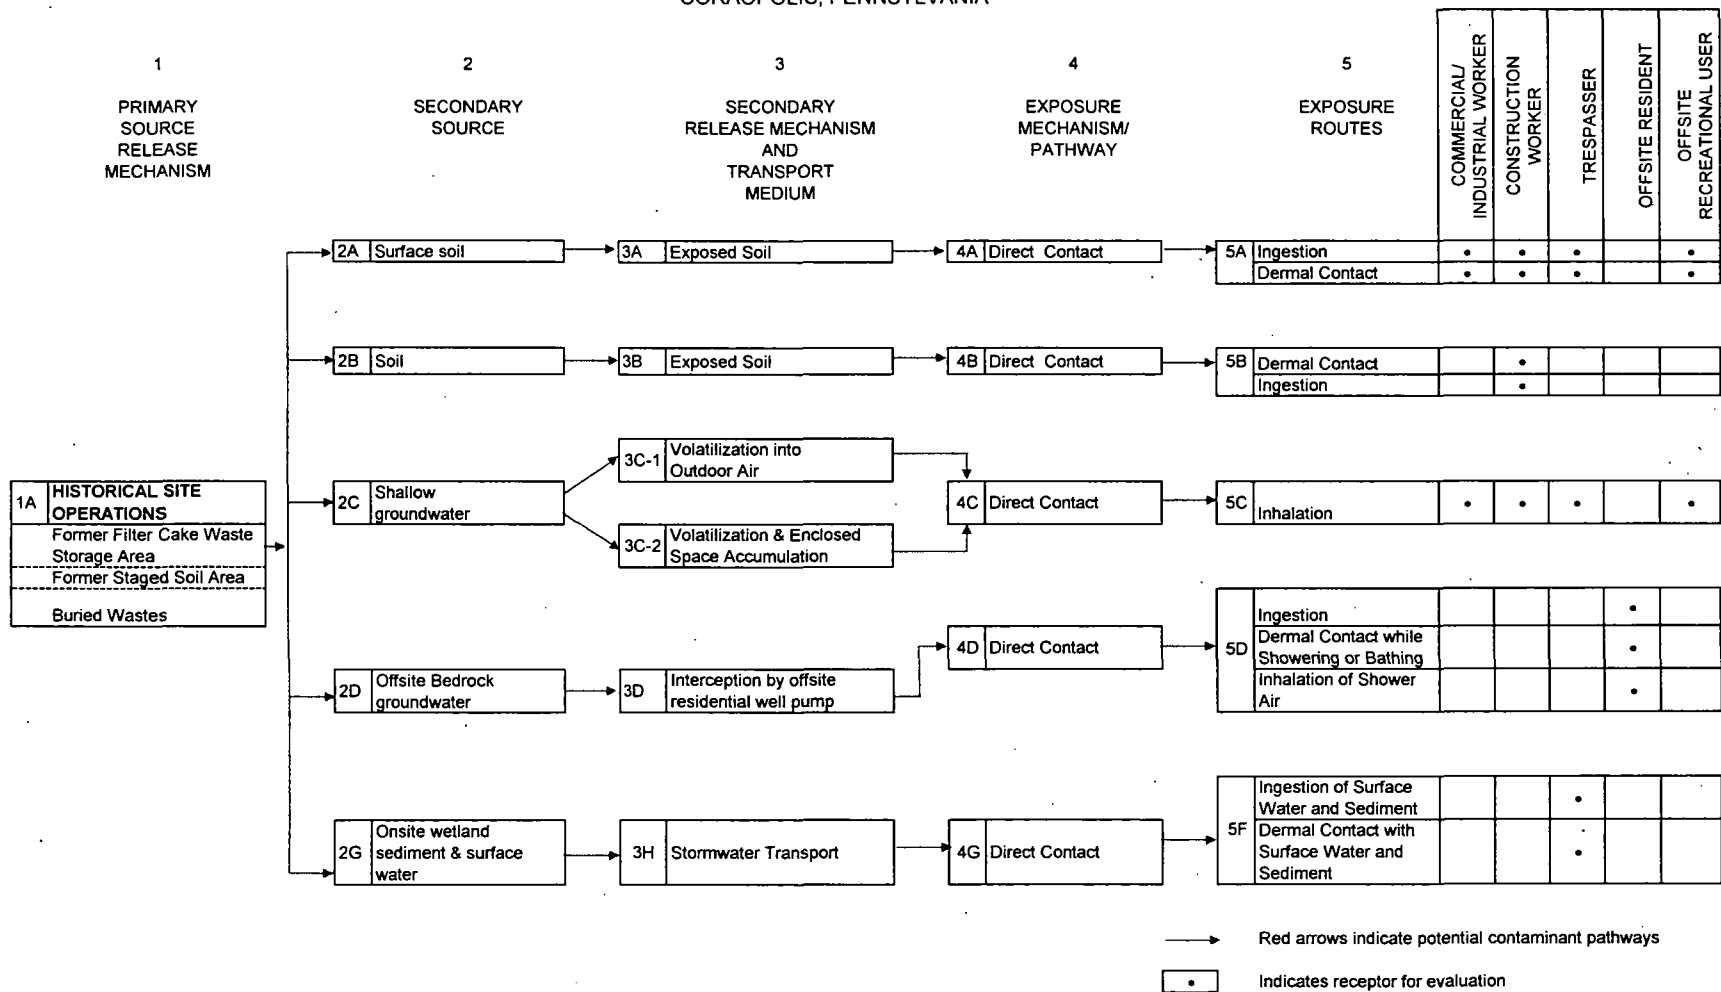 CORAOPOLIS, PENNSYLVANIA
1
PRIMARY
SOURCE
RELEASE
MECHANISM
2
SECONDARY
SOURCE
3
SECONDARY
RELEASE MECHANISM
AND
TRANSPORT
MEDIUM
4
EXPOSURE
MECHANISM/
PATHWAY
5
EXPOSURE
ROUTES
COMMERCIAL/
INDUSTRIAL WORKER
CONSTRUCTION
WORKER
TRESPASSER
OFFSITE RESIDENT
OFFSITE
RECREATIONAL USER
2A Surface soil
3A Exposed Soil
4A Direct Contact
5A Ingestion • • • •
Dermal Contact • • • •
2B Soil
3B Exposed Soil
4B Direct Contact
5B Dermal Contact •
Ingestion •
1A HISTORICAL SITE
OPERATIONS
Former Filter Cake Waste
Storage Area
Former Staged Soil Area
Buried Wastes
2C Shallow
groundwater
3C-1 Volatilization into
Outdoor Air
3C-2 Volatilization & Enclosed
Space Accumulation
4C Direct Contact
5C Inhalation • • • •
2D Offsite Bedrock
groundwater
3D Interception by offsite
residential well pump
4D Direct Contact
5D Ingestion •
Dermal Contact while
Showering or Bathing •
Inhalation of Shower
Air •
2G Onsite wetland
sediment & surface
water
3H Stormwater Transport
4G Direct Contact
5F Ingestion of Surface
Water and Sediment •
Dermal Contact with
Surface Water and
Sediment •
Red arrows indicate potential contaminant pathways
• Indicates receptor for evaluation